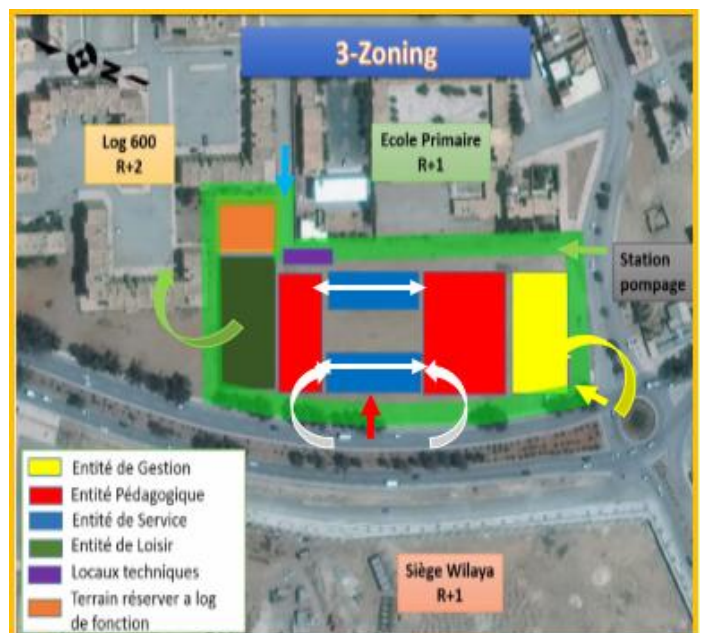 3-Zoning
N
Log 600
R+2
Ecole Primaire
R+1
Station
pompage
Entité de Gestion
Entité Pédagogique
Entité de Service
Entité de Loisir
Locaux techniques
Terrain réserver a log
de fonction
Siège Wilaya
R+1